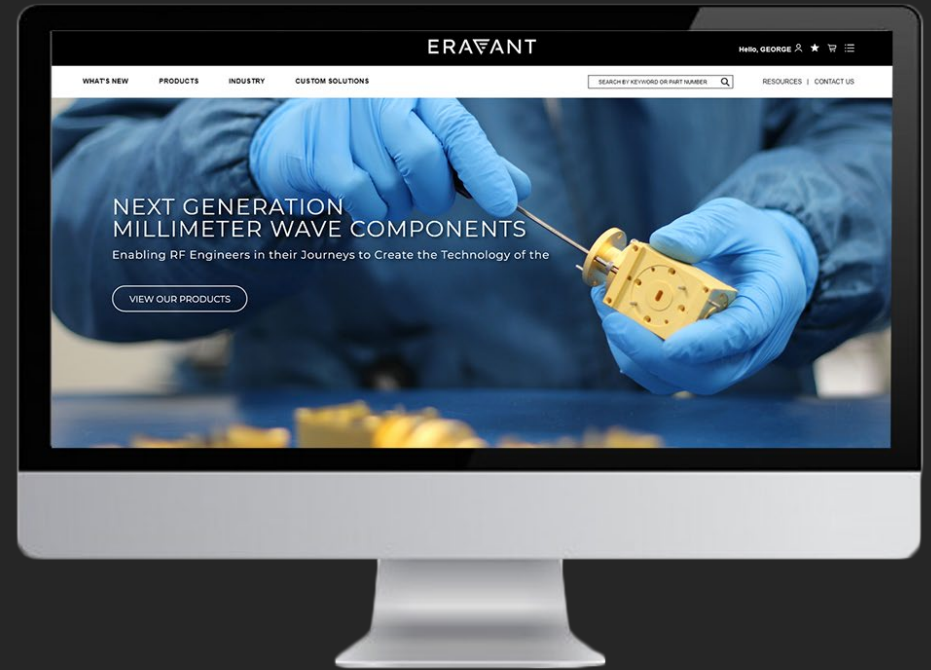 ERAVANT
Hello, GEORGE
WHAT'S NEW
PRODUCTS
INDUSTRY
CUSTOM SOLUTIONS
SEARCH BY KEYWORD OR PART NUMBER
RESOURCES | CONTACT US
NEXT GENERATION
MILLIMETER WAVE COMPONENTS
Enabling RF Engineers in their Journeys to Create the Technology of the
VIEW OUR PRODUCTS